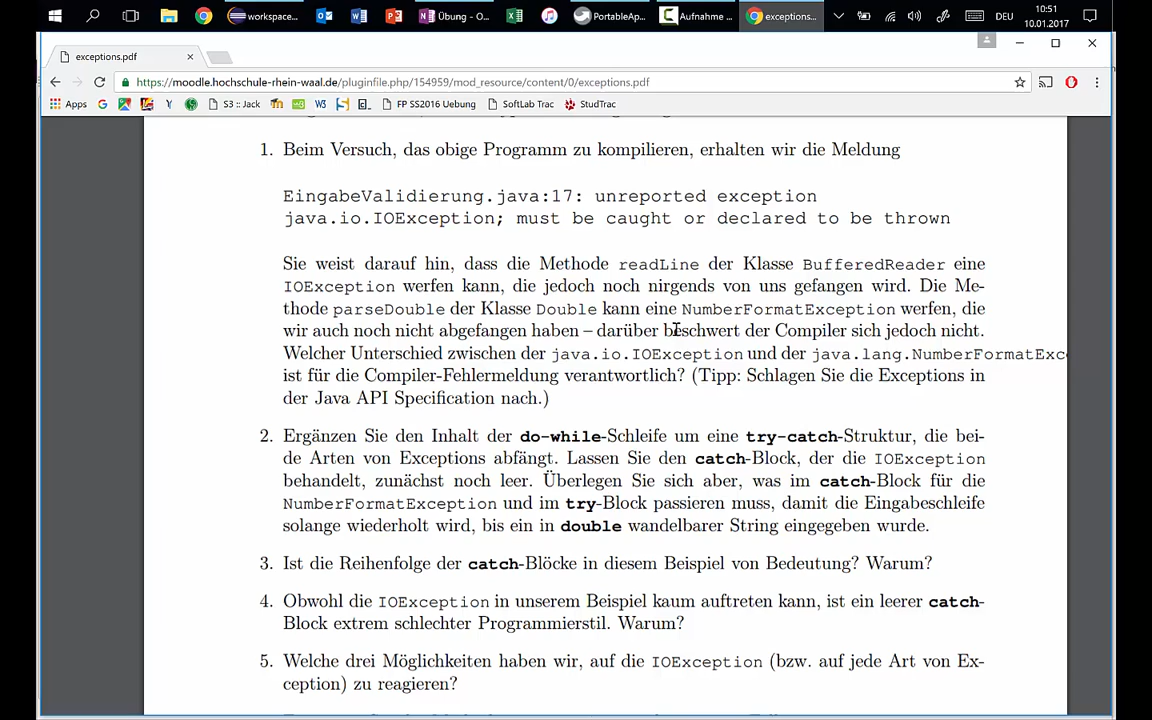 workspace...
Übung - O...
PortableAp...
Aufnahme ...
exceptions...
DEU
10:51
10.01.2017
exceptions.pdf
https://moodle.hochschule-rhein-waal.de/pluginfile.php/154959/mod_resource/content/0/exceptions.pdf
Apps
S3 :: Jack
FP SS2016 Uebung
SoftLab Trac
StudTrac
1. Beim Versuch, das obige Programm zu kompilieren, erhalten wir die Meldung
EingabeValidierung.java:17: unreported exception
java.io.IOException; must be caught or declared to be thrown
Sie weist darauf hin, dass die Methode readLine der Klasse BufferedReader eine
IOException werfen kann, die jedoch noch nirgends von uns gefangen wird. Die Me-
thode parseDouble der Klasse Double kann eine NumberFormatException werfen, die
wir auch noch nicht abgefangen haben – darüber beschwert der Compiler sich jedoch nicht.
Welcher Unterschied zwischen der java.io.IOException und der java.lang.NumberFormatExc
ist für die Compiler-Fehlermeldung verantwortlich? (Tipp: Schlagen Sie die Exceptions in
der Java API Specification nach.)
2. Ergänzen Sie den Inhalt der do-while-Schleife um eine try-catch-Struktur, die bei-
de Arten von Exceptions abfängt. Lassen Sie den catch-Block, der die IOException
behandelt, zunächst noch leer. Überlegen Sie sich aber, was im catch-Block für die
NumberFormatException und im try-Block passieren muss, damit die Eingabeschleife
solange wiederholt wird, bis ein in double wandelbarer String eingegeben wurde.
3. Ist die Reihenfolge der catch-Blöcke in diesem Beispiel von Bedeutung? Warum?
4. Obwohl die IOException in unserem Beispiel kaum auftreten kann, ist ein leerer catch-
Block extrem schlechter Programmierstil. Warum?
5. Welche drei Möglichkeiten haben wir, auf die IOException (bzw. auf jede Art von Ex-
ception) zu reagieren?